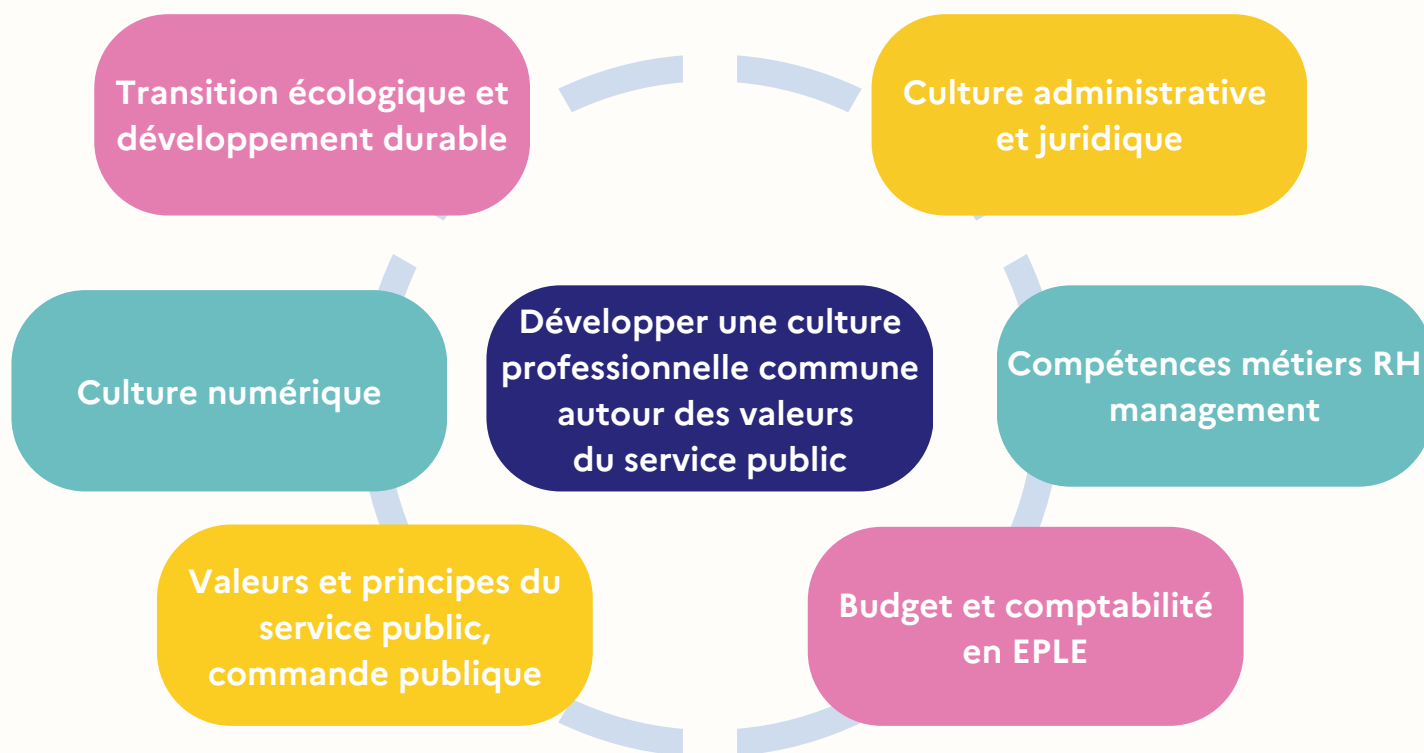 Transition écologique et
développement durable
Culture administrative
et juridique
Culture numérique
Développer une culture
professionnelle commune
autour des valeurs
du service public
Compétences métiers RH
management
Valeurs et principes du
service public,
commande publique
Budget et comptabilité
en EPLE